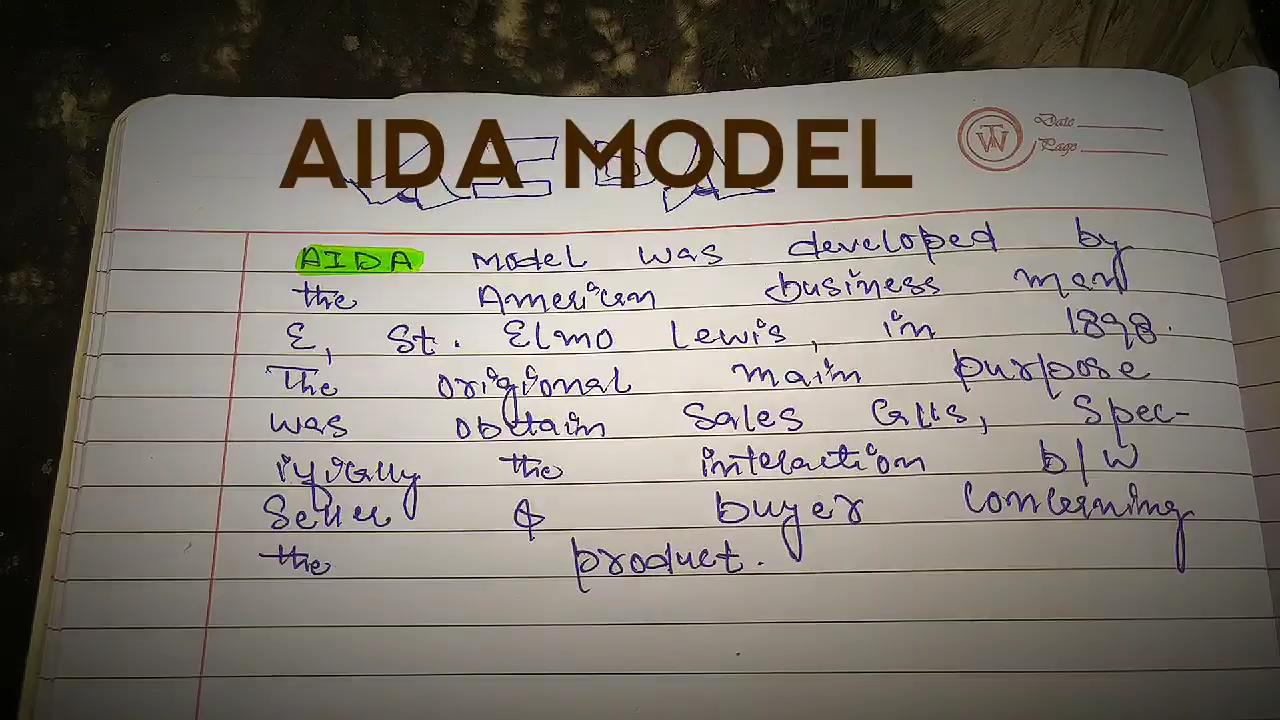 AIDA MODEL
Date
Page
AIDA Model was developed by
the American business man
E, St. Elmo Lewis, in 1898.
The origional main purpose
was obtain Sales Calls, Spec-
ifically the interaction b/w
Seller & buyer concerning
the product.